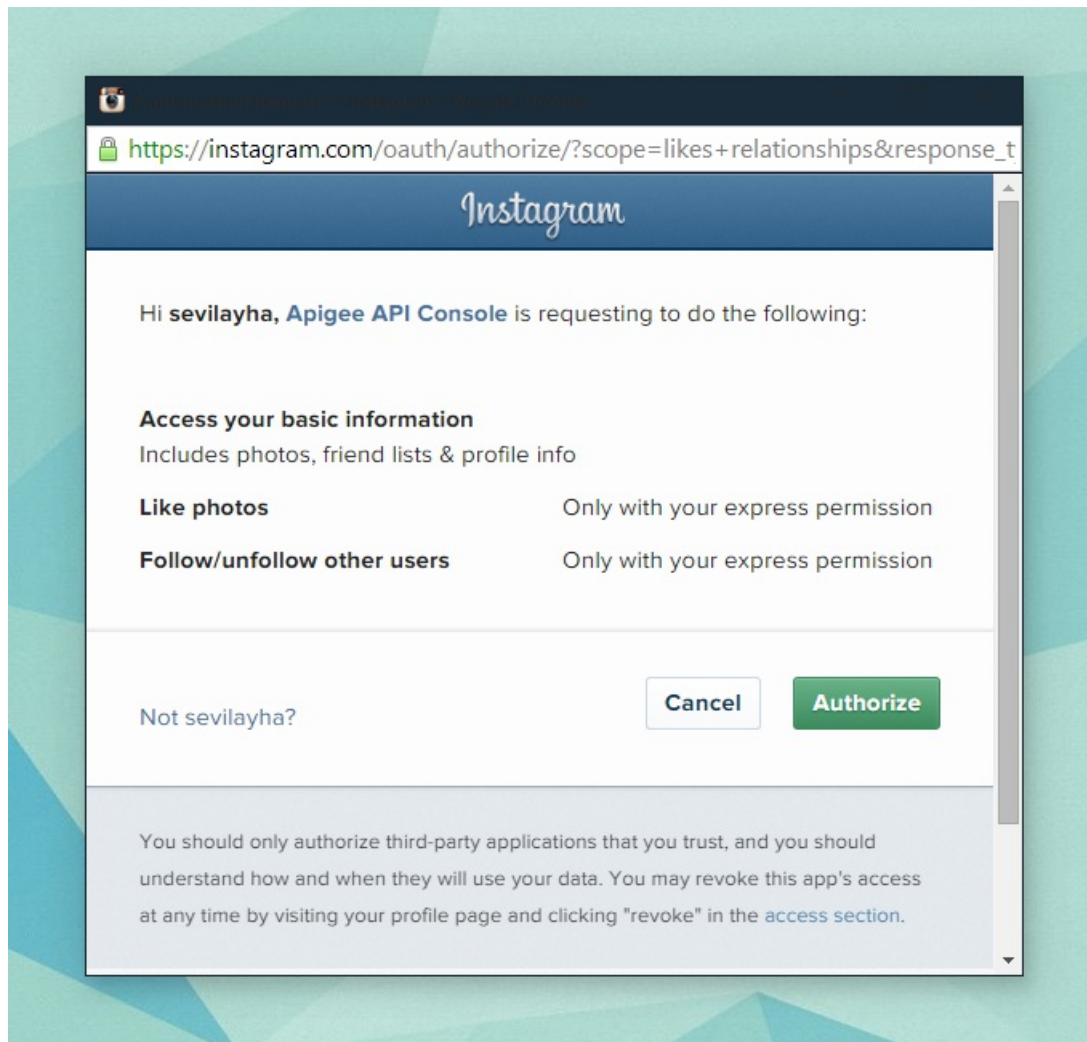 https://instagram.com/oauth/authorize/?scope=likes+relationships&response_t
Instagram
Hi sevilayha, Apigee API Console is requesting to do the following:
Access your basic information
Includes photos, friend lists & profile info
Like photos Only with your express permission
Follow/unfollow other users Only with your express permission
Not sevilayha? Cancel Authorize
You should only authorize third-party applications that you trust, and you should
understand how and when they will use your data. You may revoke this app's access
at any time by visiting your profile page and clicking "revoke" in the access section.